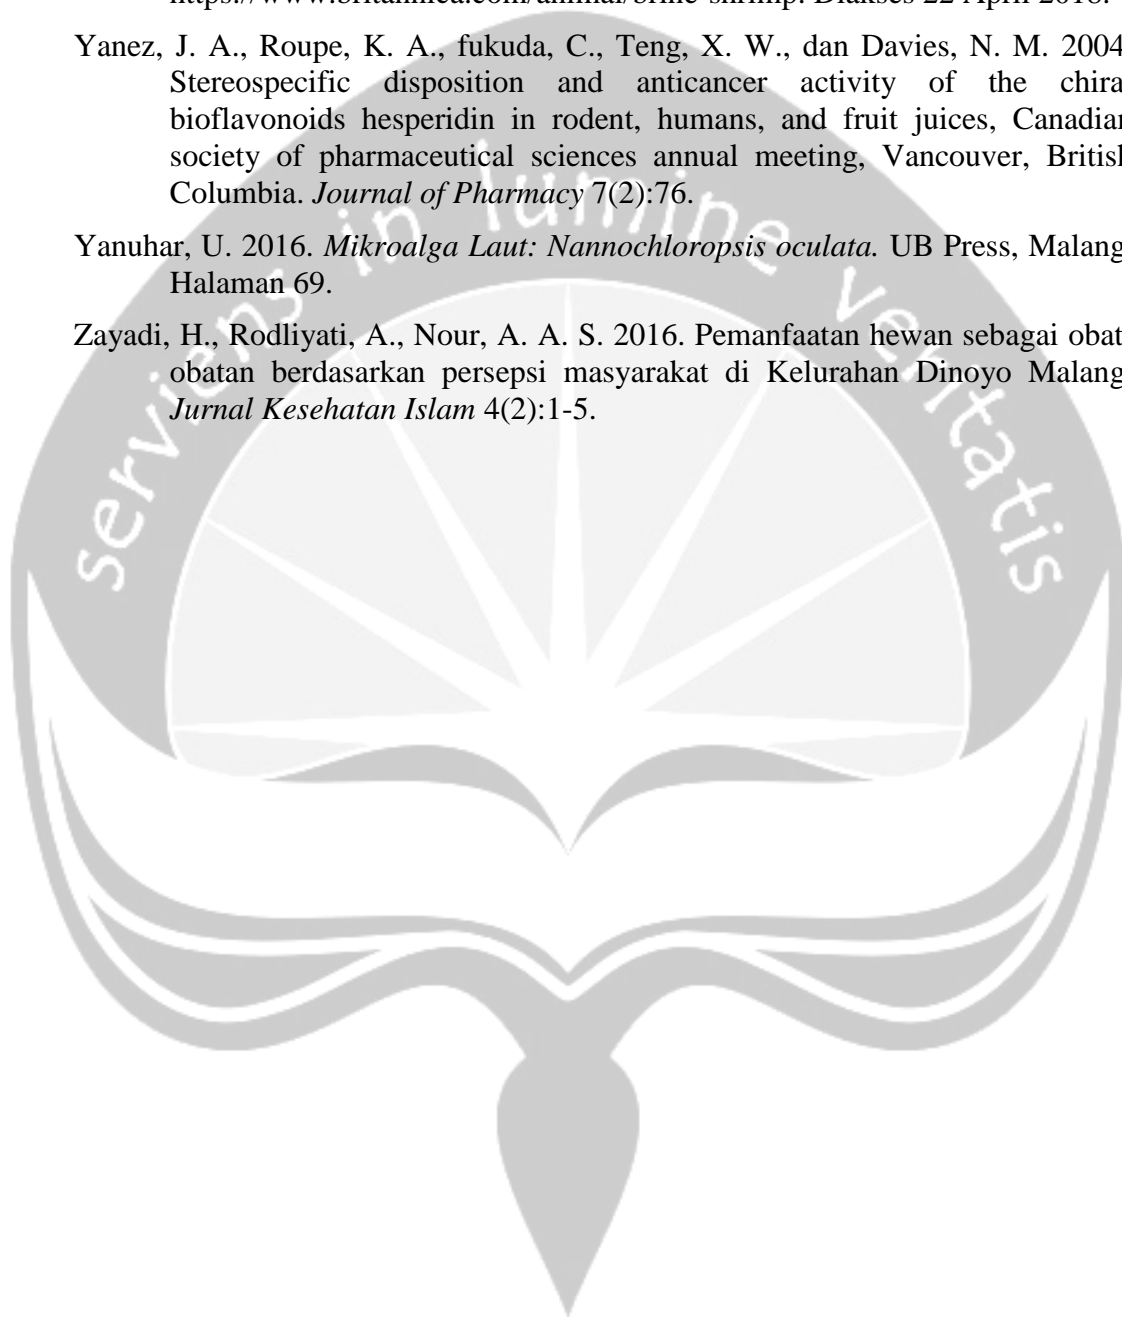 https://www.britannica.com/animal/brine-shrimp. Diakses 22 April 2018.
Yanez, J. A., Roupe, K. A., fukuda, C., Teng, X. W., dan Davies, N. M. 2004
Stereospecific disposition and anticancer activity of the chira
bioflavonoids hesperidin in rodent, humans, and fruit juices, Canadian
society of pharmaceutical sciences annual meeting, Vancouver, British
Columbia. Journal of Pharmacy 7(2):76.
Yanuhar, U. 2016. Mikroalga Laut: Nannochloropsis oculata. UB Press, Malang
Halaman 69.
Zayadi, H., Rodliyati, A., Nour, A. A. S. 2016. Pemanfaatan hewan sebagai obat
obatan berdasarkan persepsi masyarakat di Kelurahan Dinoyo Malang
Jurnal Kesehatan Islam 4(2):1-5.
serviens in lumine veritatis